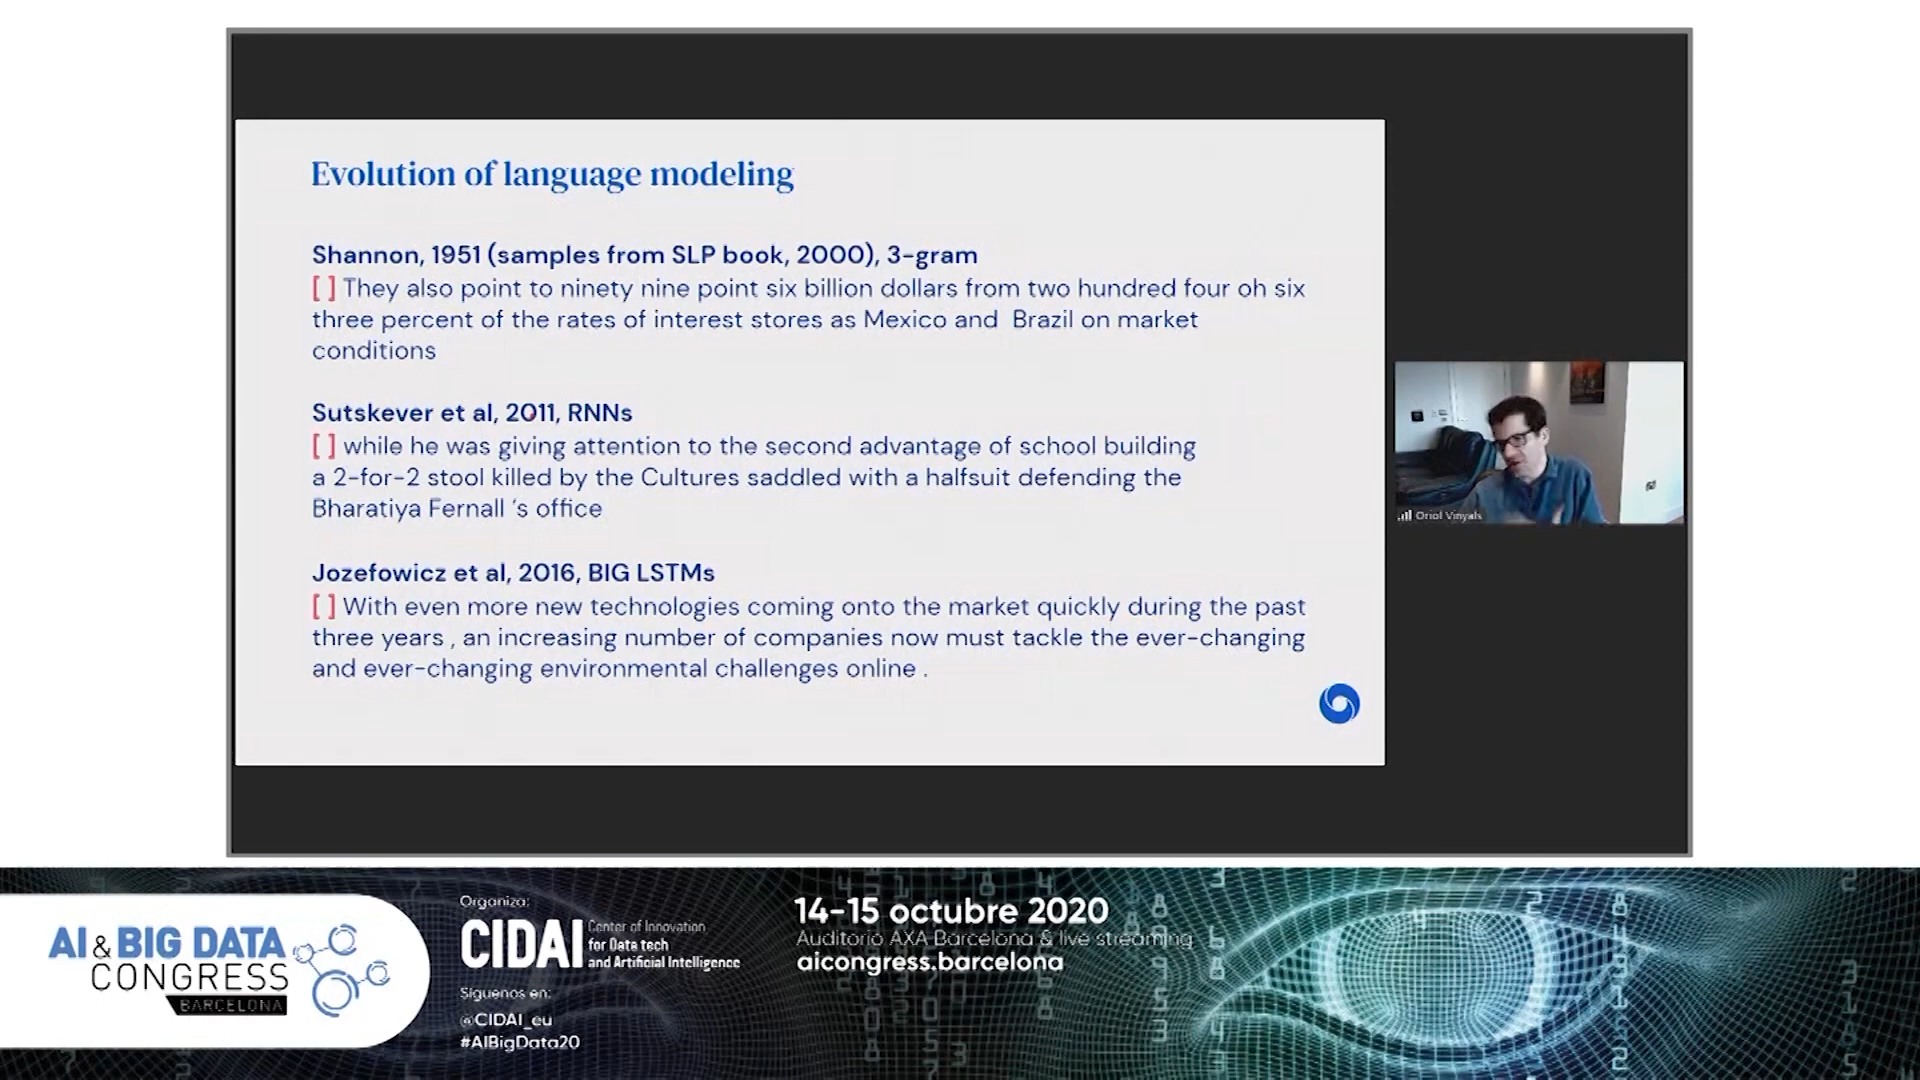 Evolution of language modeling
Shannon, 1951 (samples from SLP book, 2000), 3-gram
[ ] They also point to ninety nine point six billion dollars from two hundred four oh six
three percent of the rates of interest stores as Mexico and Brazil on market
conditions
Sutskever et al, 2011, RNNs
[ ] while he was giving attention to the second advantage of school building
a 2-for-2 stool killed by the Cultures saddled with a halfsuit defending the
Bharatiya Fernall 's office
Jozefowicz et al, 2016, BIG LSTMs
[ ] With even more new technologies coming onto the market quickly during the past
three years , an increasing number of companies now must tackle the ever-changing
and ever-changing environmental challenges online .
Oriol Vinyals
AI & BIG DATA
CONGRESS
BARCELONA
Organiza:
CIDAI
Center of Innovation
for Data tech
and Artificial Intelligence
Síguenos en:
@CIDAI_eu
#AIBigData20
14-15 octubre 2020
Auditorio AXA Barcelona & live streaming
aicongress.barcelona